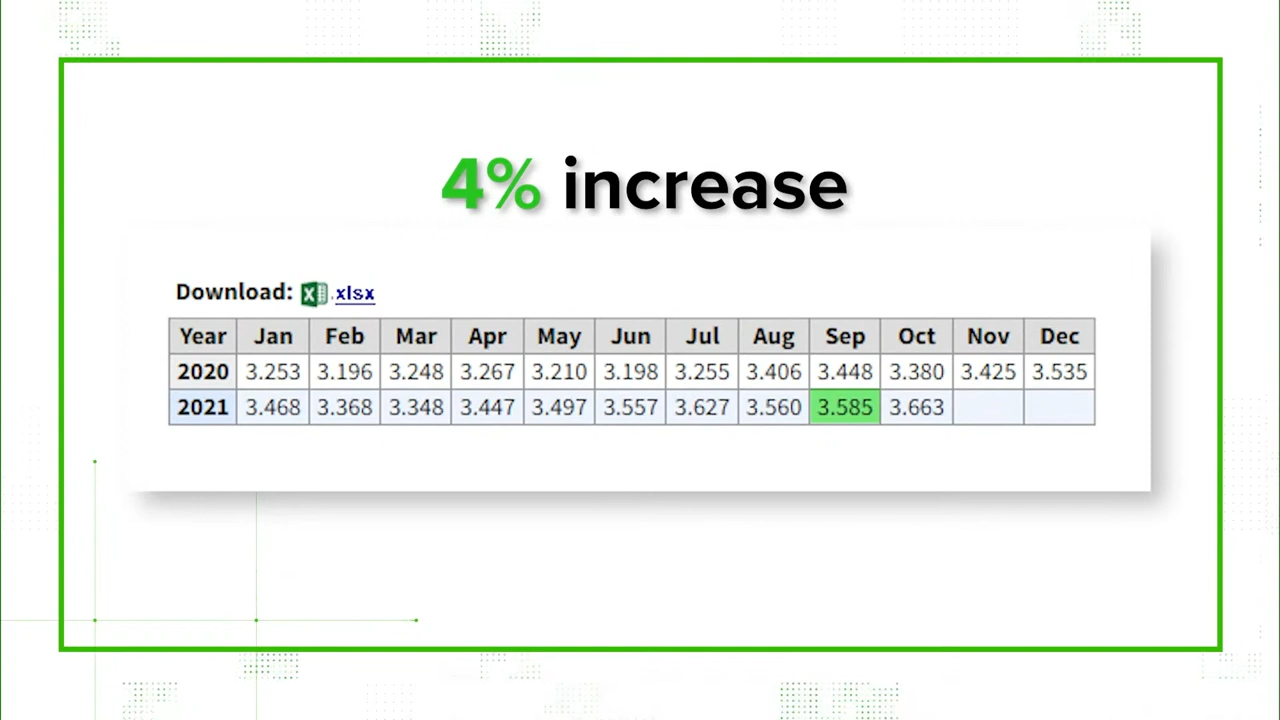 4% increase
Download: .xlsx
Year Jan Feb Mar Apr May Jun Jul Aug Sep Oct Nov Dec
2020 3.253 3.196 3.248 3.267 3.210 3.198 3.255 3.406 3.448 3.380 3.425 3.535
2021 3.468 3.368 3.348 3.447 3.497 3.557 3.627 3.560 3.585 3.663